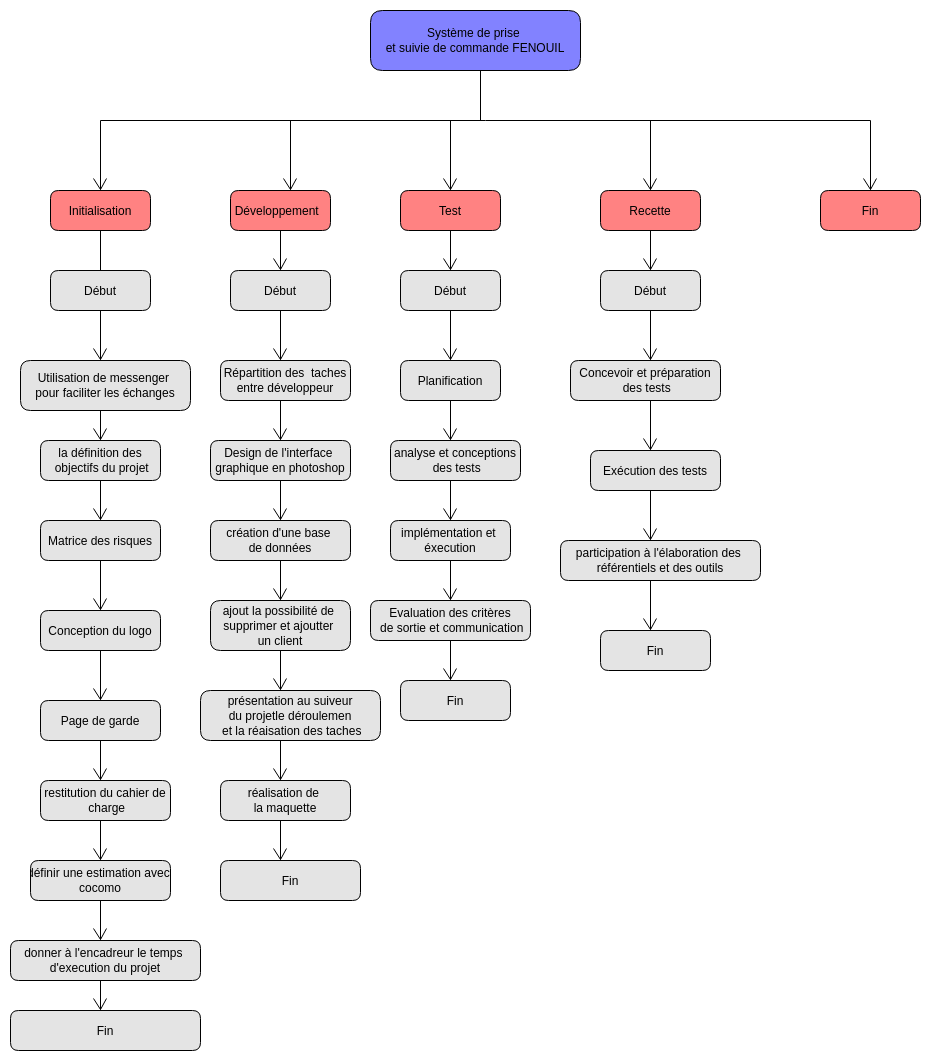 Système de prise
et suivie de commande FENOUIL
Initialisation
Développement
Test
Recette
Fin
Début
Début
Début
Début
Utilisation de messenger
pour faciliter les échanges
la définition des
objectifs du projet
Matrice des risques
Conception du logo
Page de garde
restitution du cahier de
charge
définir une estimation avec
cocomo
donner à l'encadreur le temps
d'execution du projet
Fin
Répartition des  taches
entre développeur
Design de l'interface
graphique en photoshop
création d'une base
de données
ajout la possibilité de
supprimer et ajoutter
un client
présentation au suiveur
du projetle déroulemen
et la réaisation des taches
réalisation de
la maquette
Fin
Planification
analyse et conceptions
des tests
implémentation et
éxecution
Evaluation des critères
de sortie et communication
Fin
Concevoir et préparation
des tests
Exécution des tests
participation à l'élaboration des
référentiels et des outils
Fin